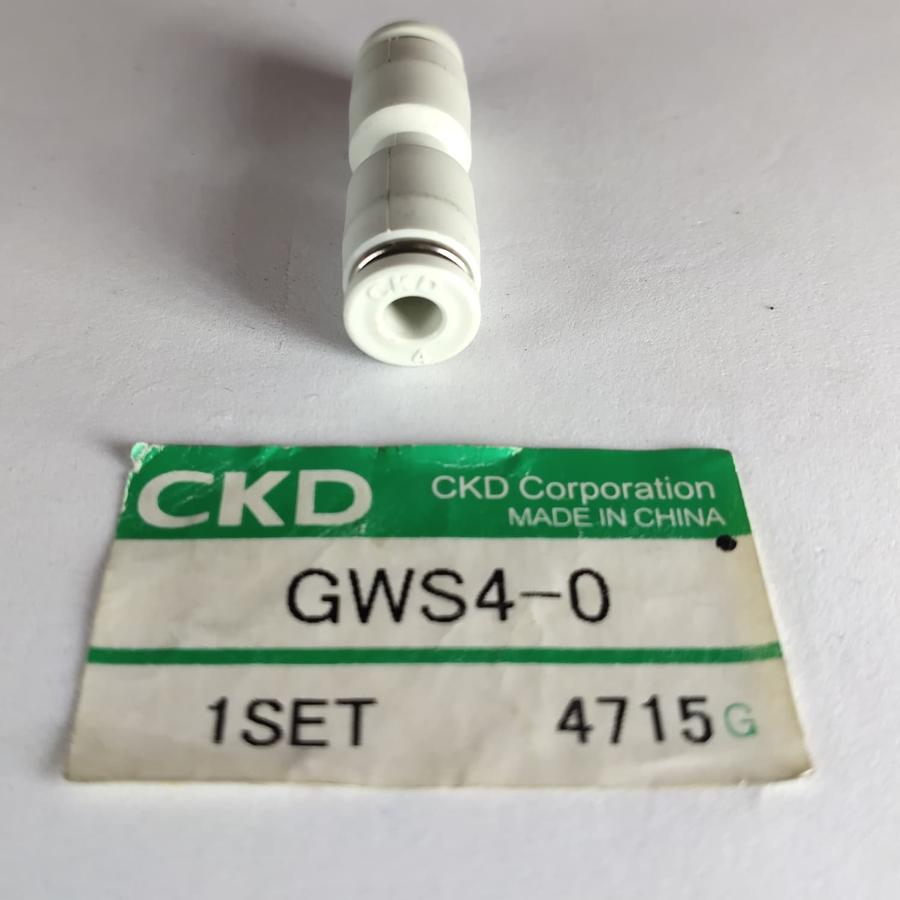 CKD
4
CKD CKD Corporation
MADE IN CHINA
GWS4-0
1SET 4715G